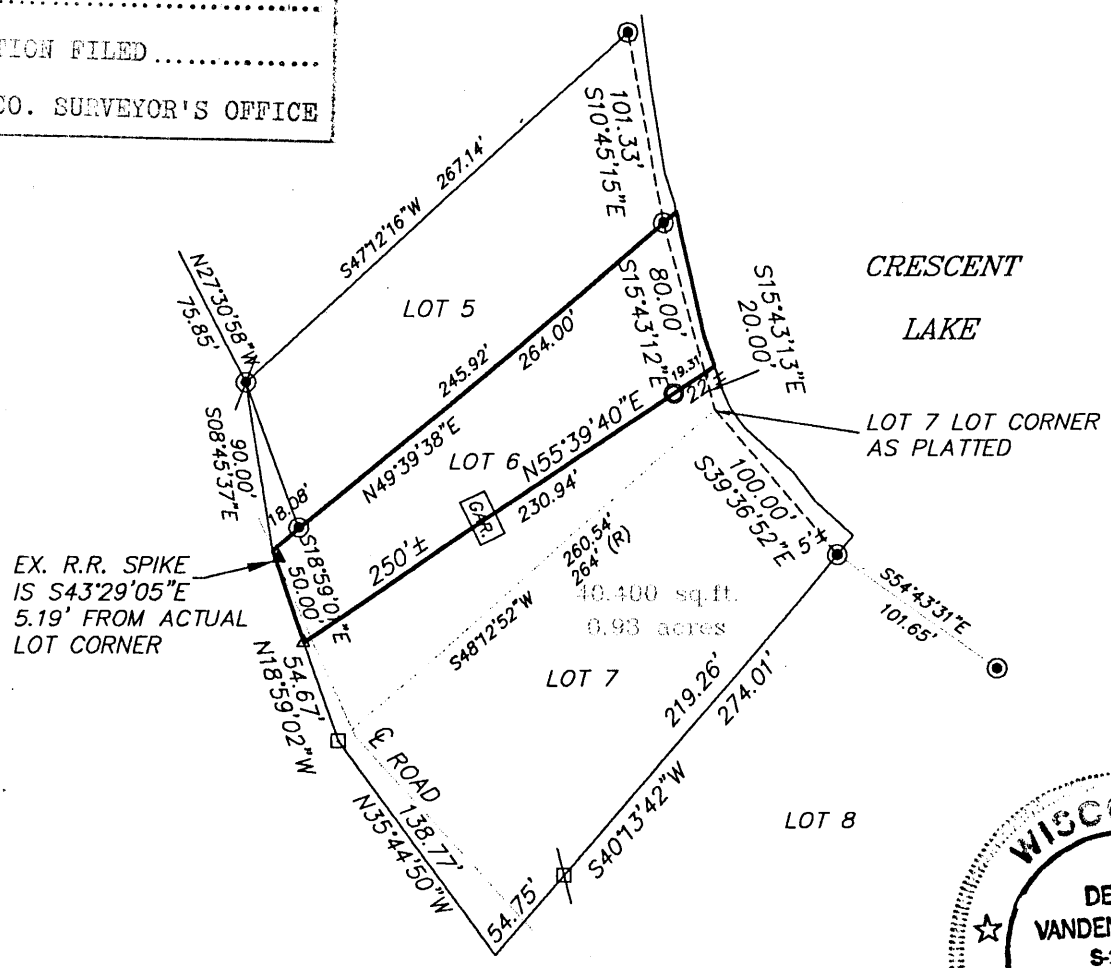 TION FILED...............
CO. SURVEYOR'S OFFICE
101.33'
S10°45'15"E
S47°12'16"W 267.14'
N27°30'58"W
75.85'
LOT 5
CRESCENT
LAKE
80.00'
S15°43'12"E
S15°43'13"E
20.00'
245.92'
264.00'
19.31'
22'±
LOT 7 LOT CORNER
AS PLATTED
S08°45'37"E
90.00'
N49°39'38"E
LOT 6
N55°39'40"E
230.94'
GAR.
100.00'
S39°36'52"E
5'±
18.08'
250'±
EX. R.R. SPIKE
IS S43°29'05"E
5.19' FROM ACTUAL
LOT CORNER
S18°59'01"E
50.00'
260.54'
264' (R)
S48°12'52"W
40.400 sq.ft.
0.93 acres
S54°43'31"E
101.65'
54.67'
N18°59'02"W
LOT 7
219.26'
274.01'
℄ ROAD
138.77'
N35°44'50"W
S40°13'42"W
LOT 8
54.75'
WISCO
DE
VANDEN